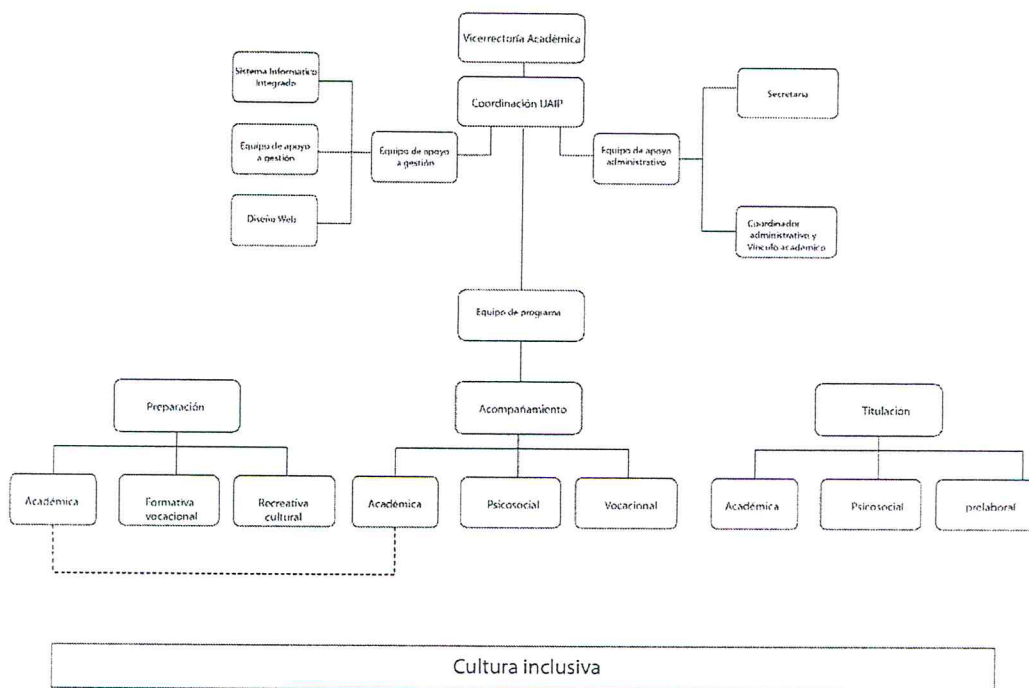 Vicerrectoría Académica
Sistema Informatico
Integrado
Coordinación UAIP
Secretaria
Equipo de apoyo
a gestión
Equipo de apoyo
a gestión
Equipo de apoyo
administrativo
Diseño Web
Coordinador
administrativo y
Vínculo académico
Equipo de programa
Preparación
Acompañamiento
Titulacion
Académica
Formativa
vocacional
Recreativa
cultural
Académica
Psicosocial
Vocacional
Académica
Psicosocial
prelaboral
Cultura inclusiva